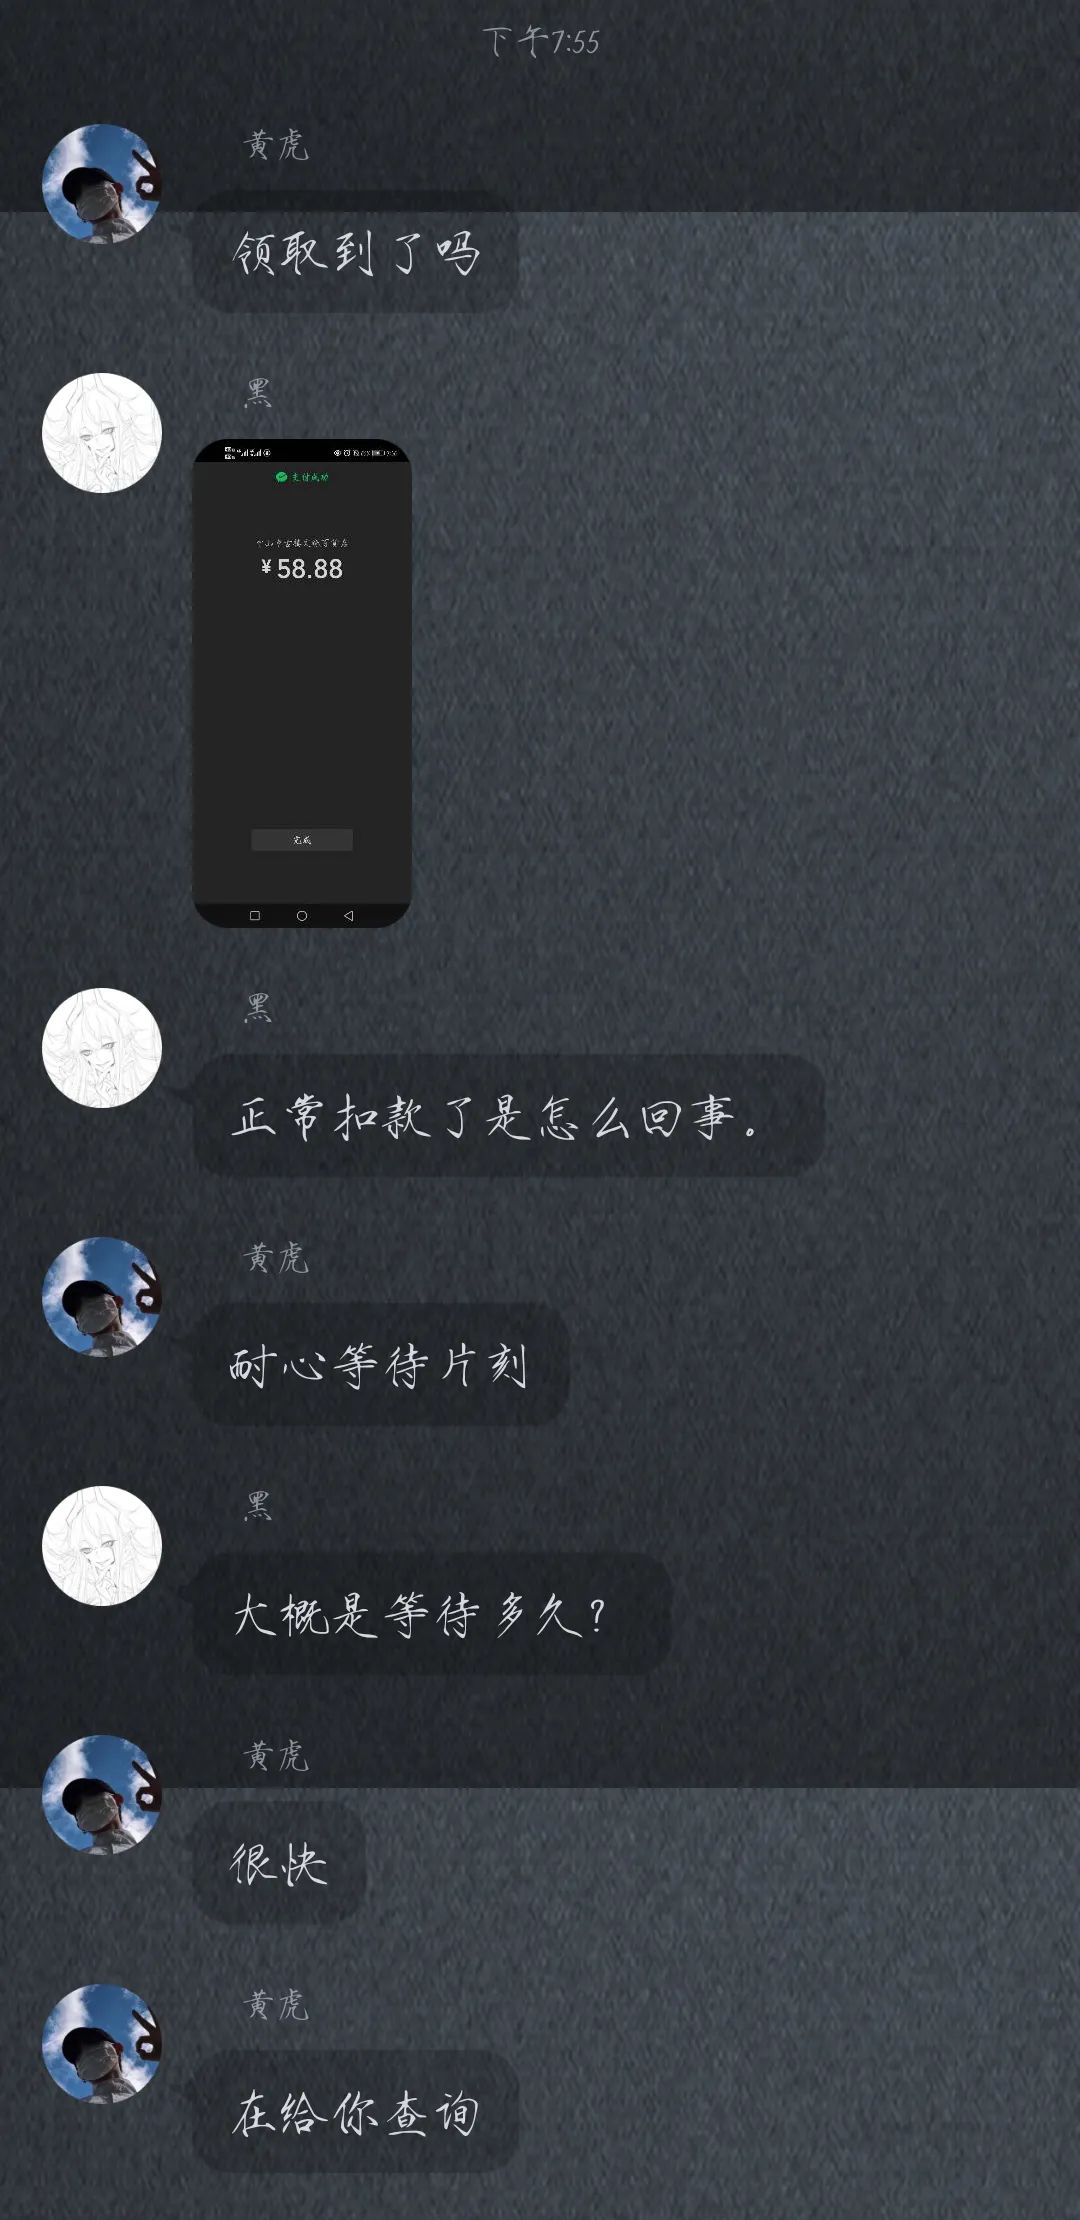 下午7:55
黄虎
领取到了吗
黑
支付成功
¥58.88
完成
黑
正常扣款了是怎么回事。
黄虎
耐心等待片刻
黑
大概是等待多久?
黄虎
很快
黄虎
在给你查询